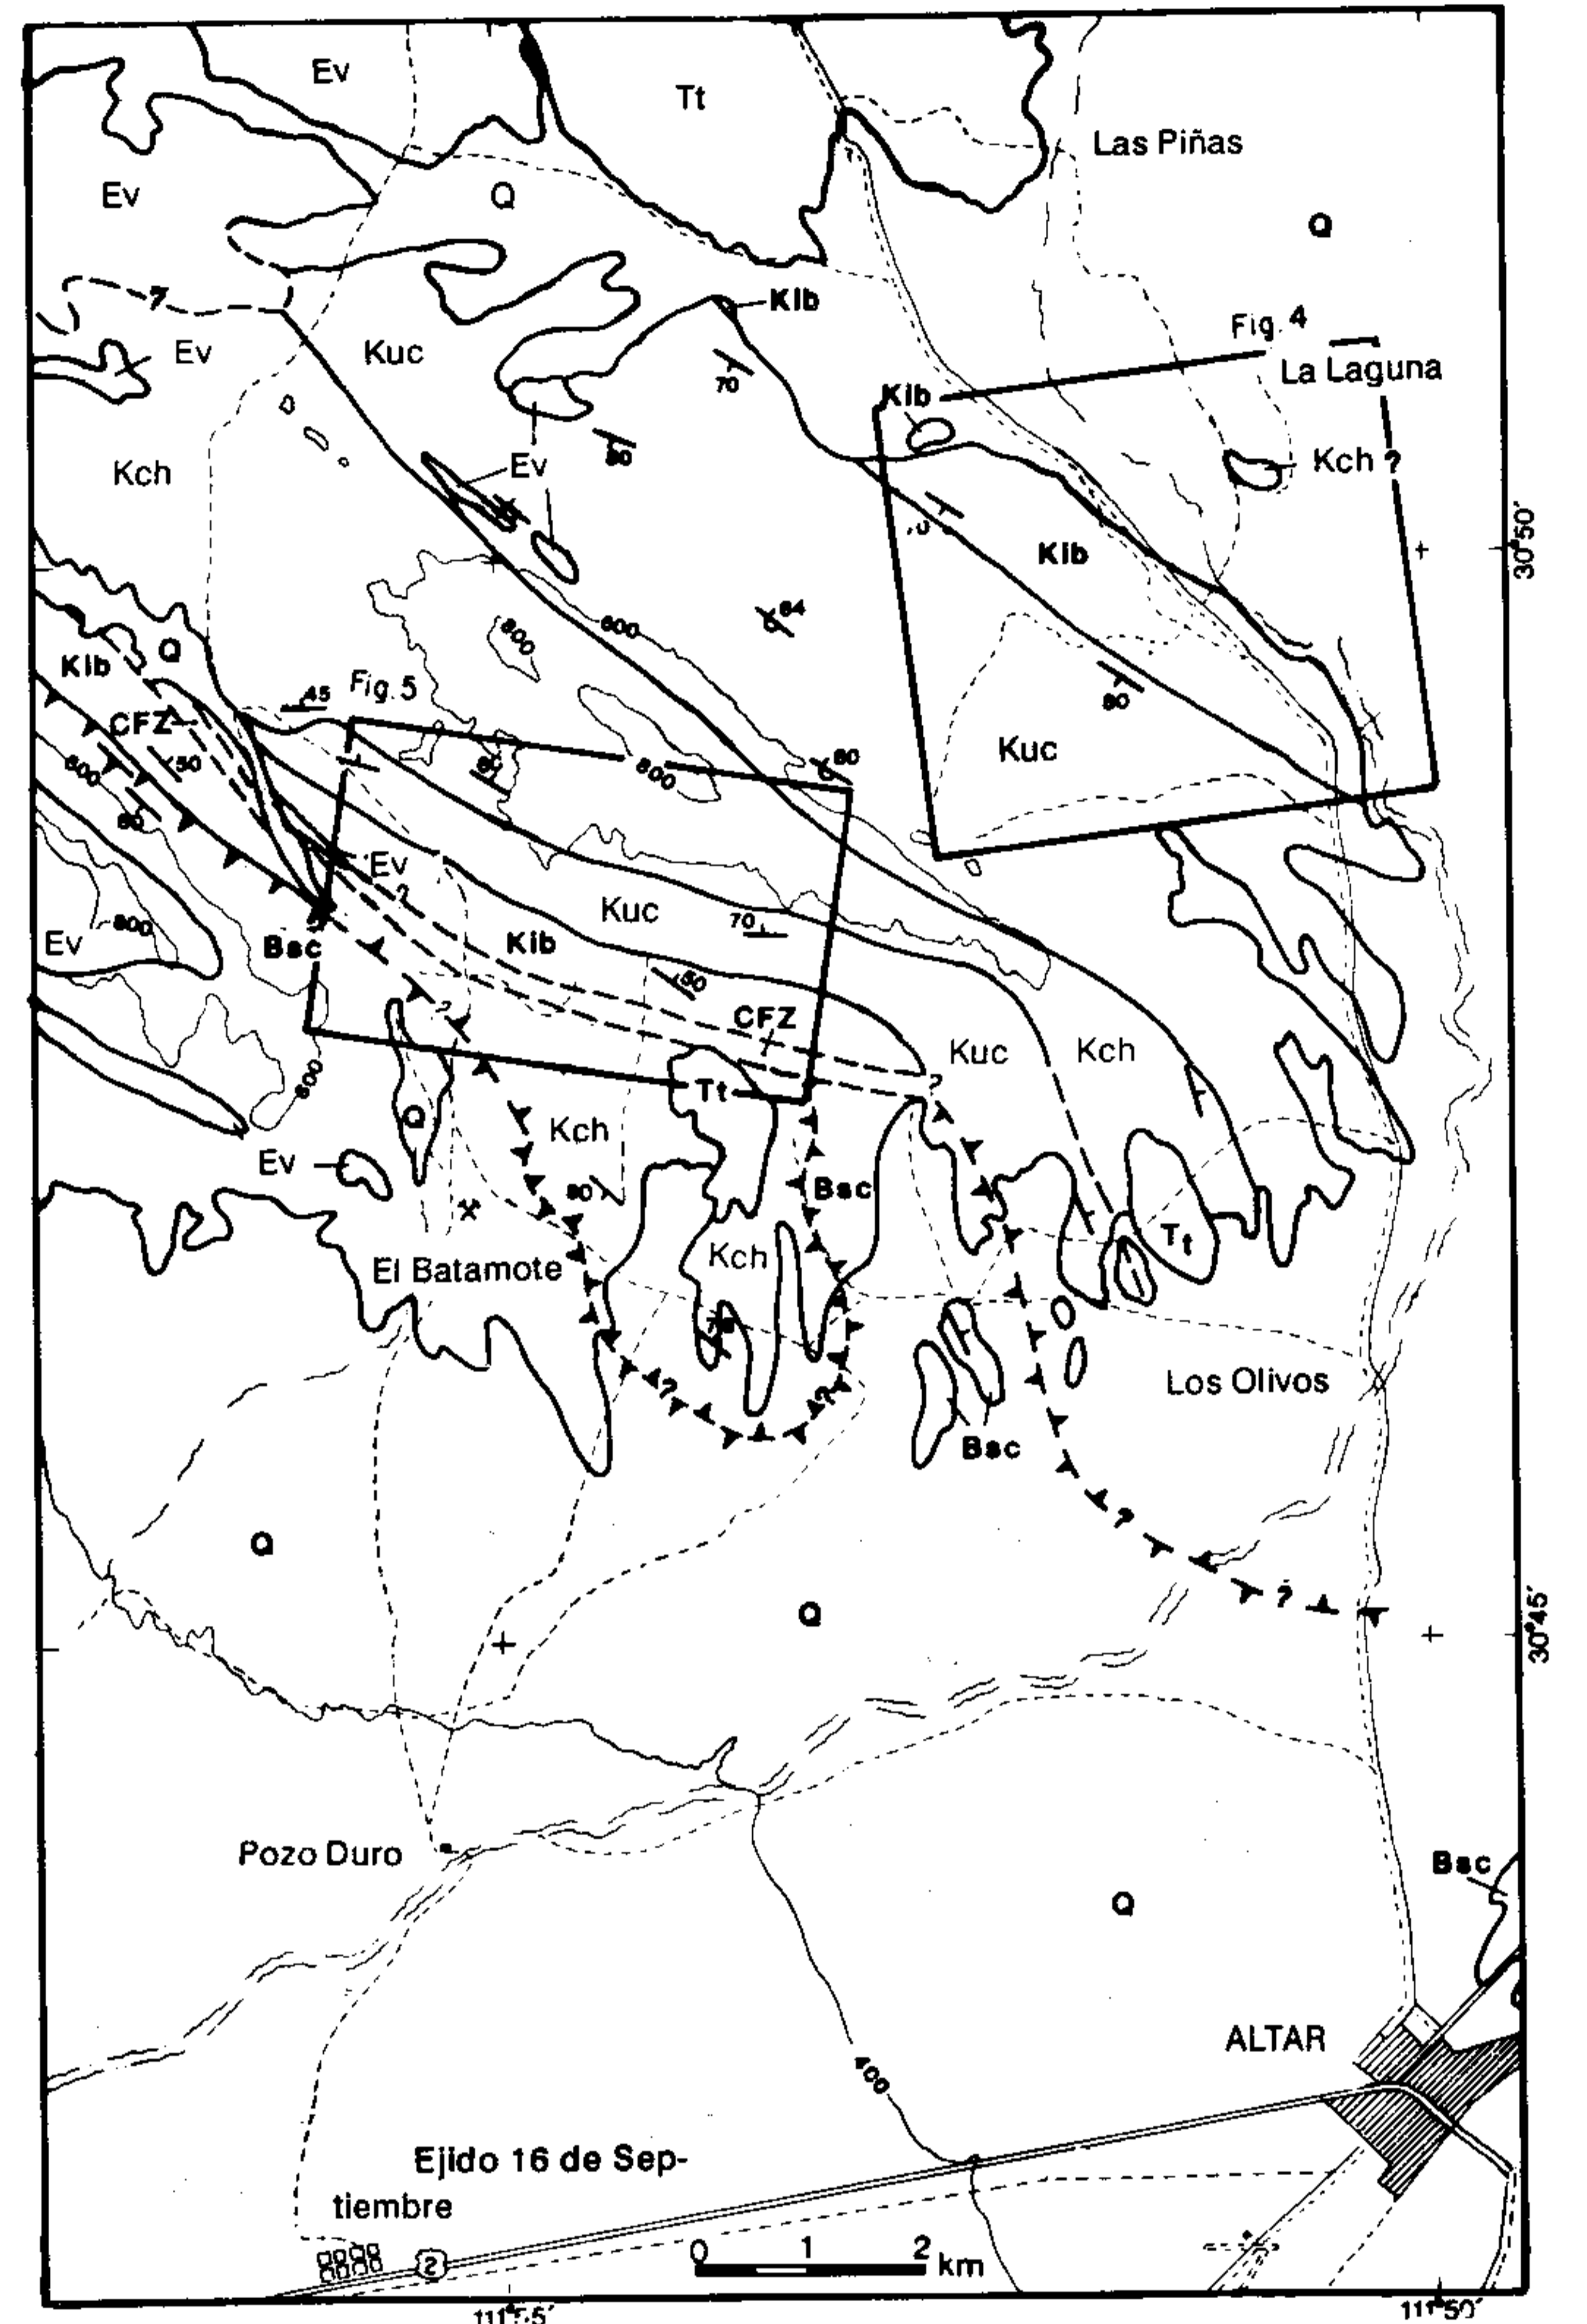 Ev
Tt
Las Piñas
Ev
Q
Q
Klb
Fig. 4
?
Ev
Kuc
La Laguna
70
Klb
Kch
Ev
80
Kch ?
30°50'
Klb
84
600
800
Q
Klb
Fig. 5
45
80
CFZ
50
Kuc
600
80
800
80
80
Ev
?
Kuc
70
Ev
800
Bsc
Klb
50
?
CFZ
Kuc
Kch
600
?
Tt
Q
Kch
Ev
80
Bsc
Kch
Tt
El Batamote
?
?
Los Olivos
Bsc
?
Q
?
Q
30°45'
Pozo Duro
Bsc
Q
ALTAR
400
Ejido 16 de Sep-
tiembre
2
0 1 2 km
111°55' 111°50'